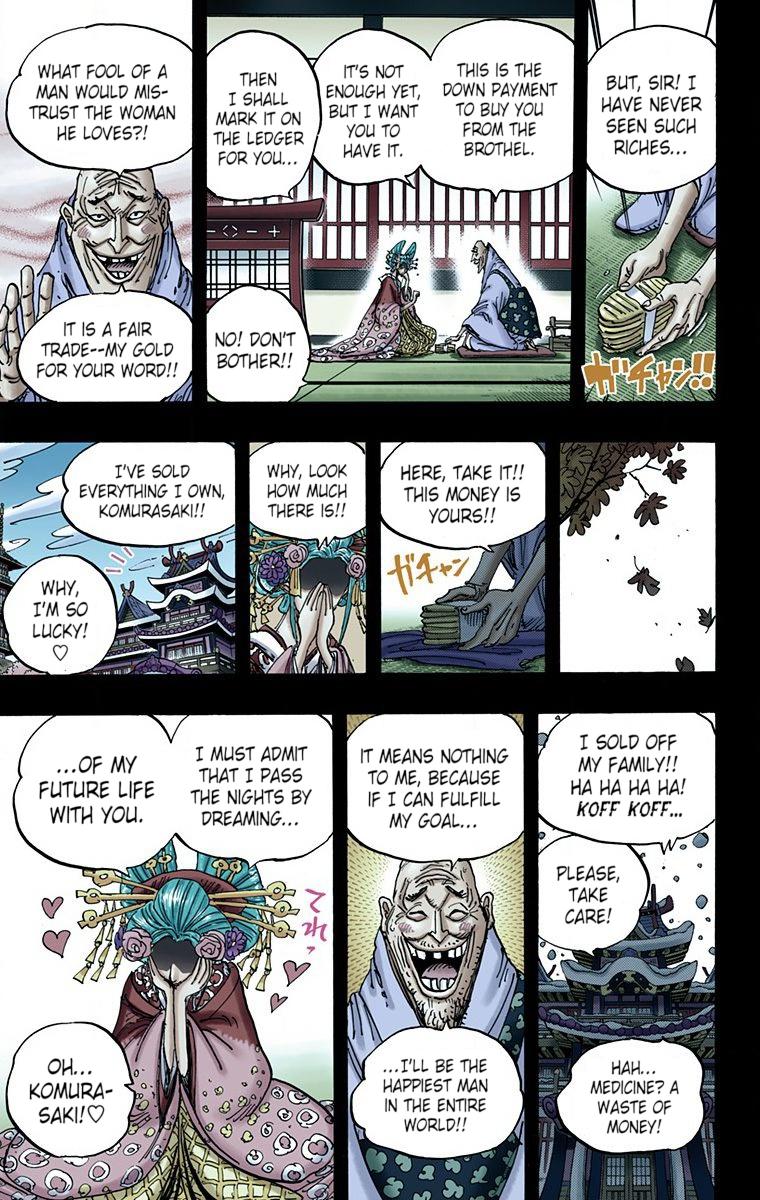 BUT, SIR! I
HAVE NEVER
SEEN SUCH
RICHES...
ガチャン!!
THIS IS THE
DOWN PAYMENT
TO BUY YOU
FROM THE
BROTHEL.
IT'S NOT
ENOUGH YET,
BUT I WANT
YOU TO
HAVE IT.
THEN
I SHALL
MARK IT ON
THE LEDGER
FOR YOU...
NO! DON'T
BOTHER!!
WHAT FOOL OF A
MAN WOULD MIS-
TRUST THE WOMAN
HE LOVES?!
IT IS A FAIR
TRADE--MY GOLD
FOR YOUR WORD!!
HERE, TAKE IT!!
THIS MONEY IS
YOURS!!
ガチャン
WHY, LOOK
HOW MUCH
THERE IS!!
I'VE SOLD
EVERYTHING I OWN,
KOMURASAKI!!
WHY,
I'M SO
LUCKY!
♡
I SOLD OFF
MY FAMILY!!
HA HA HA HA!
KOFF KOFF...
PLEASE,
TAKE
CARE!
HAH...
MEDICINE? A
WASTE OF
MONEY!
IT MEANS NOTHING
TO ME, BECAUSE
IF I CAN FULFILL
MY GOAL...
...I'LL BE THE
HAPPIEST MAN
IN THE ENTIRE
WORLD!!
I MUST ADMIT
THAT I PASS
THE NIGHTS BY
DREAMING...
...OF MY
FUTURE LIFE
WITH YOU.
てれっ
OH...
KOMURA-
SAKI!♡